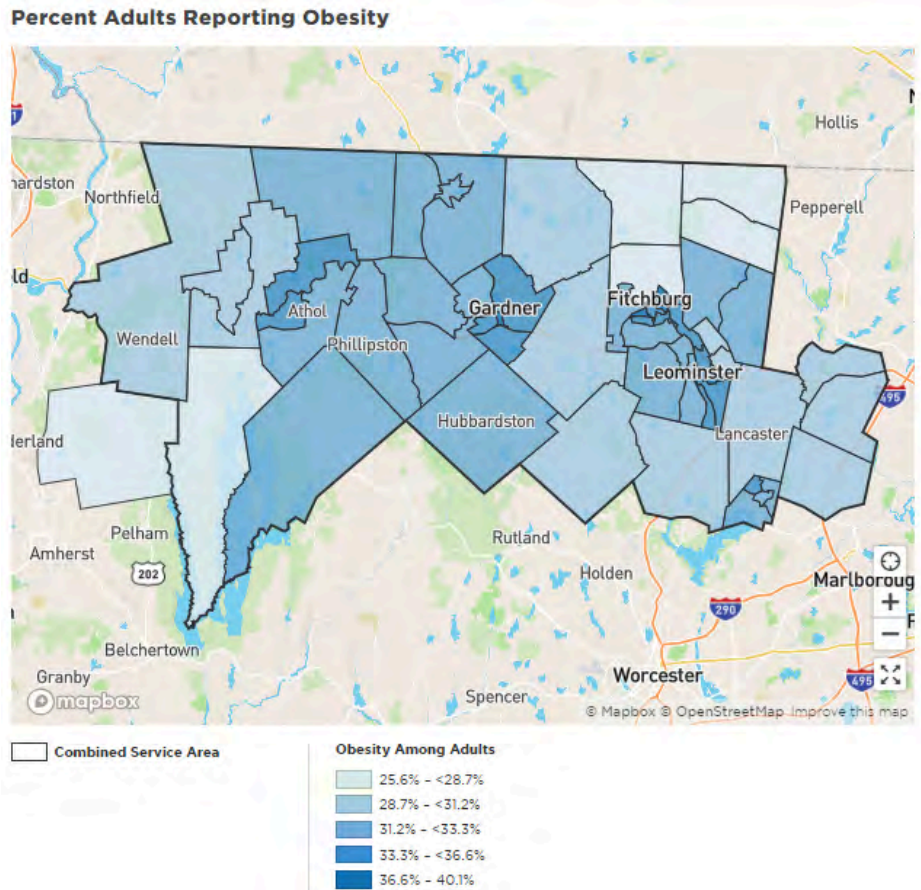 Percent Adults Reporting Obesity
Hollis
nardston
Northfield
Pepperell
ld
Gardner
Fitchburg
Athol
Wendell
Phillipston
Leominster
495
Hubbardston
Lancaster
derland
Pelham
Rutland
Amherst
202
Holden
Marlboroug
290
Belchertown
Worcester
Granby
495
Spencer
mapbox
© Mapbox © OpenStreetMap Improve this map
Combined Service Area
Obesity Among Adults
25.6% - <28.7%
28.7% - <31.2%
31.2% - <33.3%
33.3% - <36.6%
36.6% - 40.1%